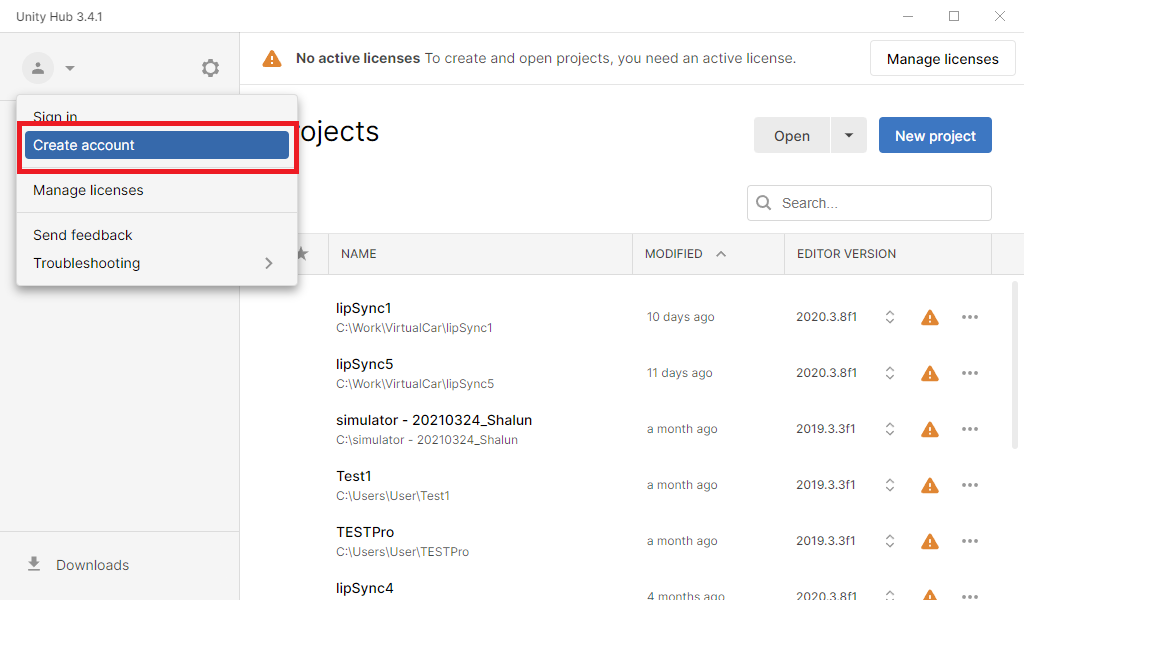 Unity Hub 3.4.1
No active licenses To create and open projects, you need an active license.
Manage licenses
Sign in
Create account
Manage licenses
Send feedback
Troubleshooting
ojects
Open
New project
Search...
NAME
MODIFIED
EDITOR VERSION
lipSync1
C:\Work\VirtualCar\lipSync1
10 days ago
2020.3.8f1
lipSync5
C:\Work\VirtualCar\lipSync5
11 days ago
2020.3.8f1
simulator - 20210324_Shalun
C:\simulator - 20210324_Shalun
a month ago
2019.3.3f1
Test1
C:\Users\User\Test1
a month ago
2019.3.3f1
TESTPro
C:\Users\User\TESTPro
a month ago
2019.3.3f1
lipSync4
4 months ago
2020.3.8f1
Downloads